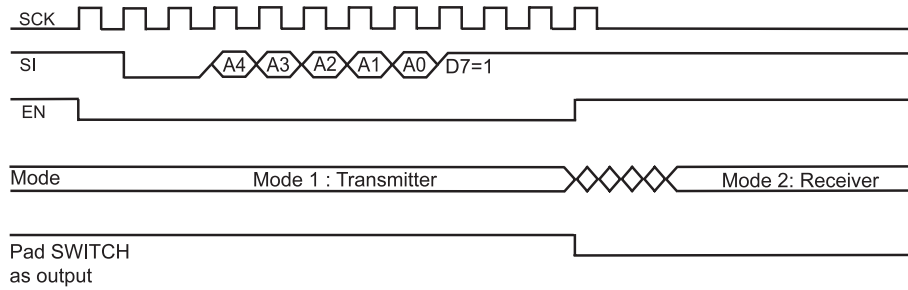 SCK
SI
A4 A3 A2 A1 A0 D7=1
EN
Mode
Mode 1 : Transmitter
Mode 2: Receiver
Pad SWITCH
as output